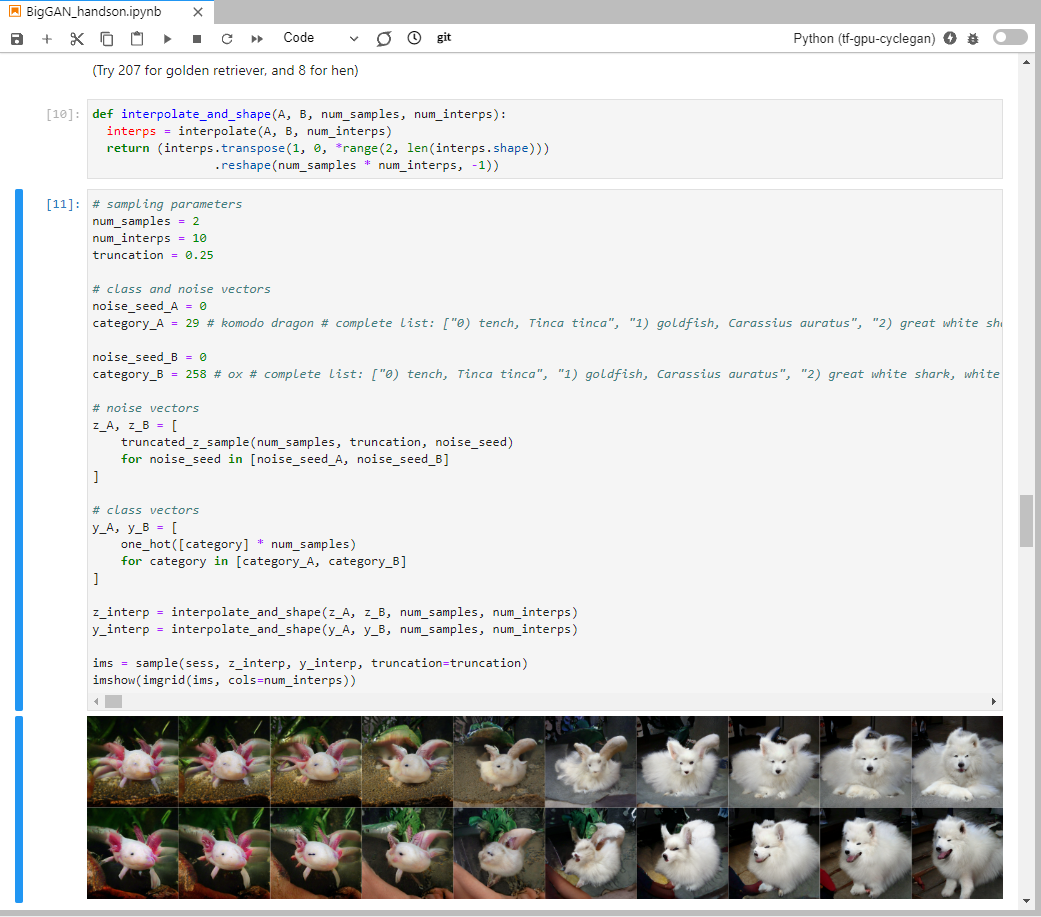 BigGAN_handson.ipynb
Code
git
Python (tf-gpu-cyclegan)
(Try 207 for golden retriever, and 8 for hen)
[10]:
def interpolate_and_shape(A, B, num_samples, num_interps):
  interps = interpolate(A, B, num_interps)
  return (interps.transpose(1, 0, *range(2, len(interps.shape)))
                 .reshape(num_samples * num_interps, -1))
[11]:
# sampling parameters
num_samples = 2
num_interps = 10
truncation = 0.25
# class and noise vectors
noise_seed_A = 0
category_A = 29 # komodo dragon # complete list: ["0) tench, Tinca tinca", "1) goldfish, Carassius auratus", "2) great white
noise_seed_B = 0
category_B = 258 # ox # complete list: ["0) tench, Tinca tinca", "1) goldfish, Carassius auratus", "2) great white shark, white
# noise vectors
z_A, z_B = [
    truncated_z_sample(num_samples, truncation, noise_seed)
    for noise_seed in [noise_seed_A, noise_seed_B]
]
# class vectors
y_A, y_B = [
    one_hot([category] * num_samples)
    for category in [category_A, category_B]
]
z_interp = interpolate_and_shape(z_A, z_B, num_samples, num_interps)
y_interp = interpolate_and_shape(y_A, y_B, num_samples, num_interps)
ims = sample(sess, z_interp, y_interp, truncation=truncation)
imshow(imgrid(ims, cols=num_interps))